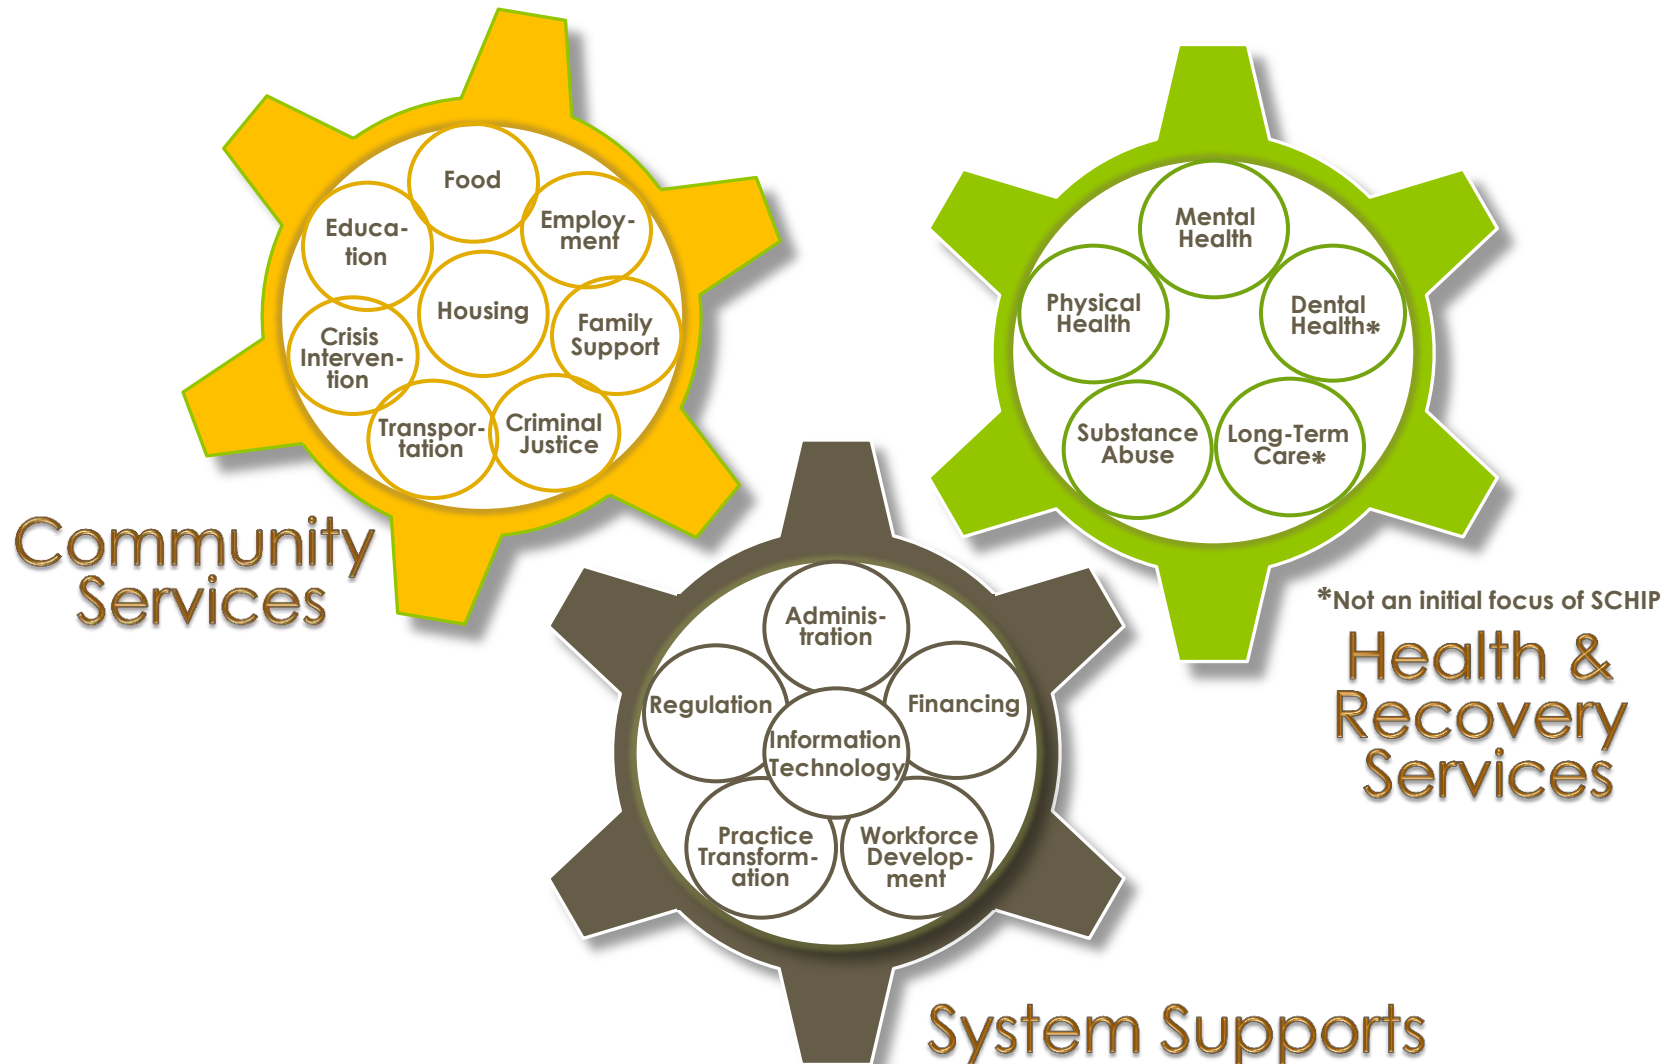 Food
Employ-
ment
Educa-
tion
Housing
Family
Support
Crisis
Interven-
tion
Transpor-
tation
Criminal
Justice
Community
Services
Mental
Health
Physical
Health
Dental
Health*
Substance
Abuse
Long-Term
Care*
*Not an initial focus of SCHIP
Health &
Recovery
Services
Adminis-
tration
Regulation
Financing
Information
Technology
Practice
Transform-
ation
Workforce
Develop-
ment
System Supports